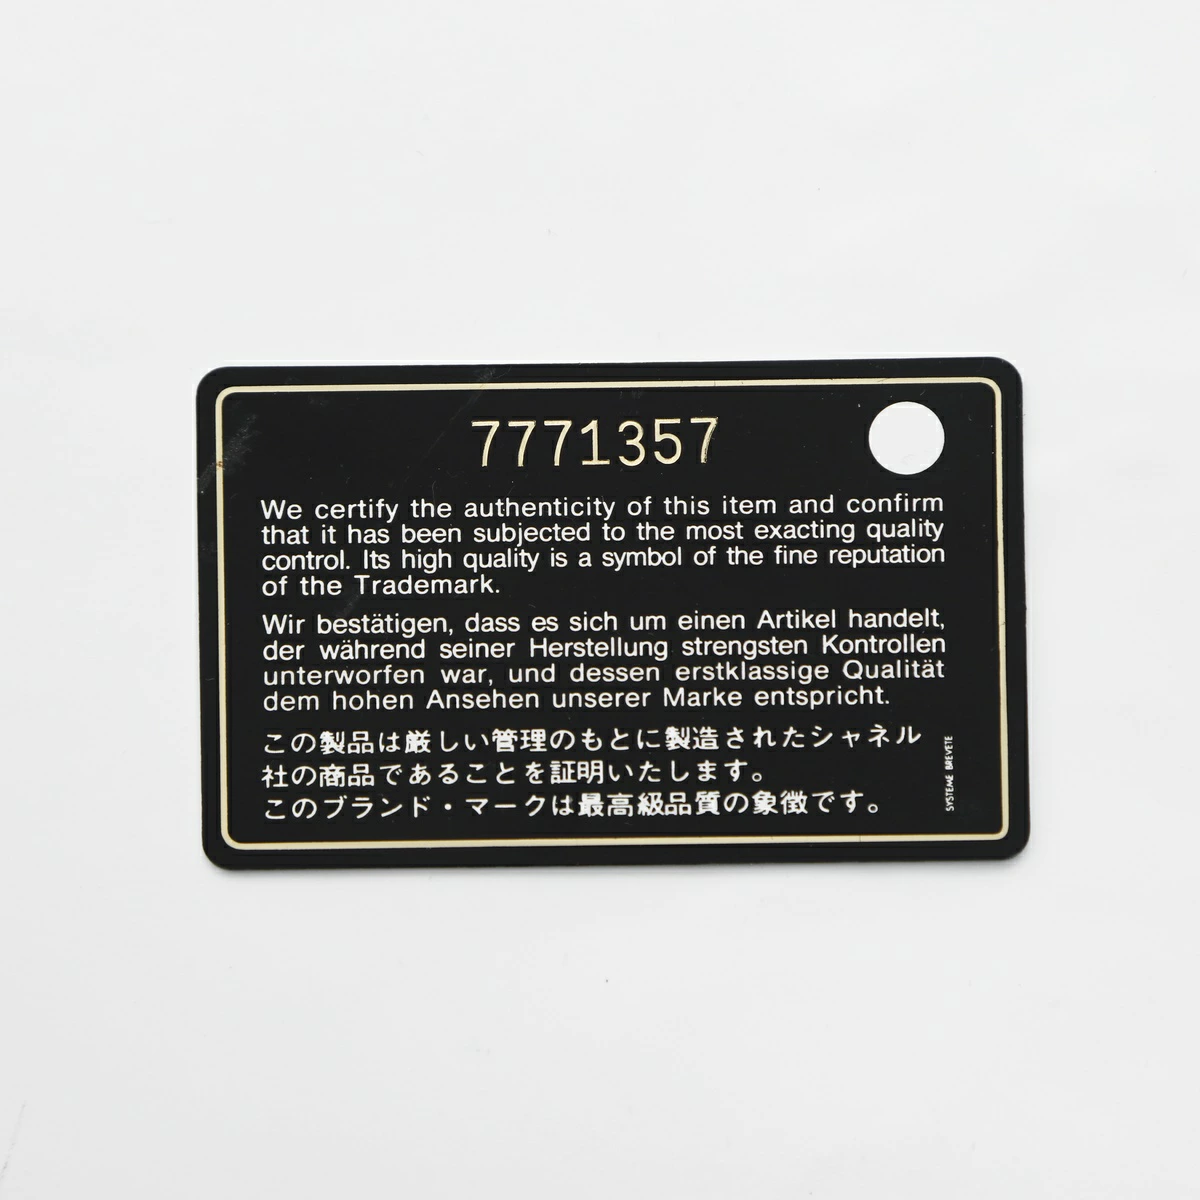 7771357
We certify the authenticity of this item and confirm
that it has been subjected to the most exacting quality
control. Its high quality is a symbol of the fine reputation
of the Trademark.
Wir bestätigen, dass es sich um einen Artikel handelt,
der während seiner Herstellung strengsten Kontrollen
unterworfen war, und dessen erstklassige Qualität
dem hohen Ansehen unserer Marke entspricht.
この製品は厳しい管理のもとに製造されたシャネル
社の商品であることを証明いたします。
このブランド・マークは最高級品質の象徴です。
SYSTEME BREVETE